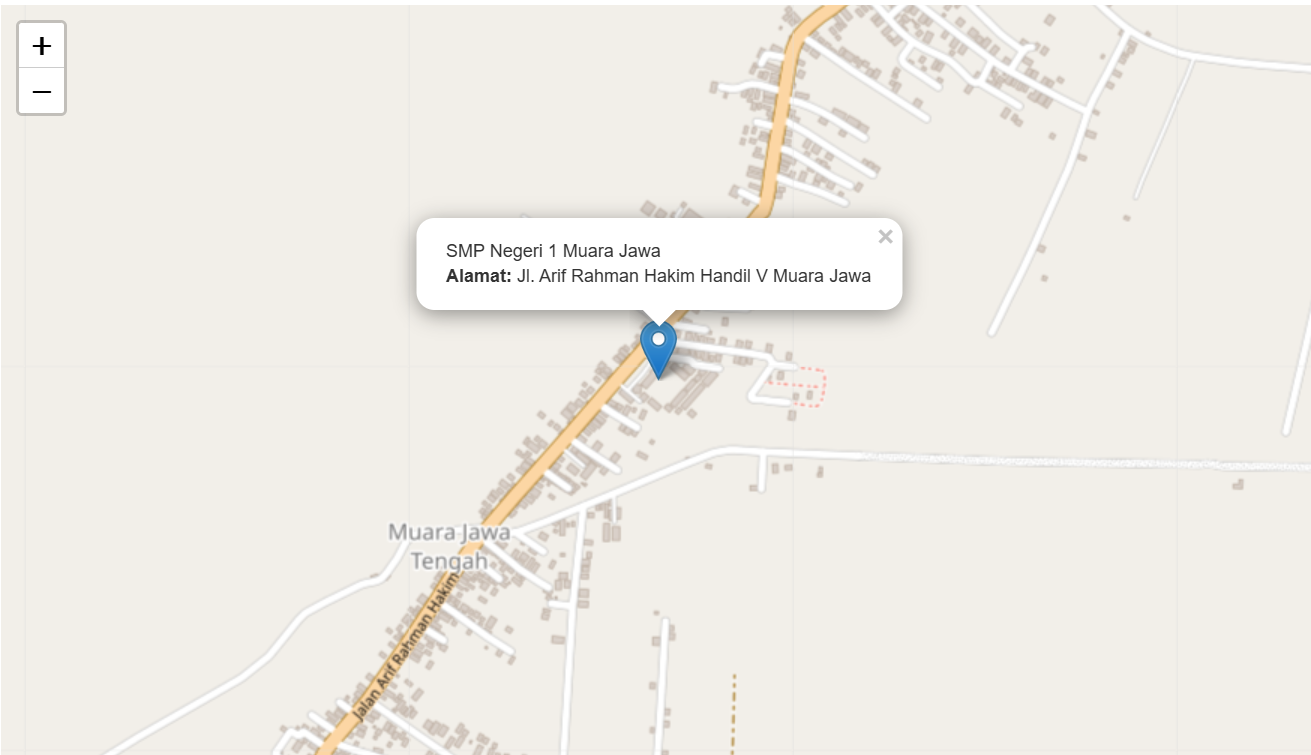 +
−
SMP Negeri 1 Muara Jawa
×
Alamat: Jl. Arif Rahman Hakim Handil V Muara Jawa
Muara Jawa
Tengah
Jalan Arif Rahman Hakim